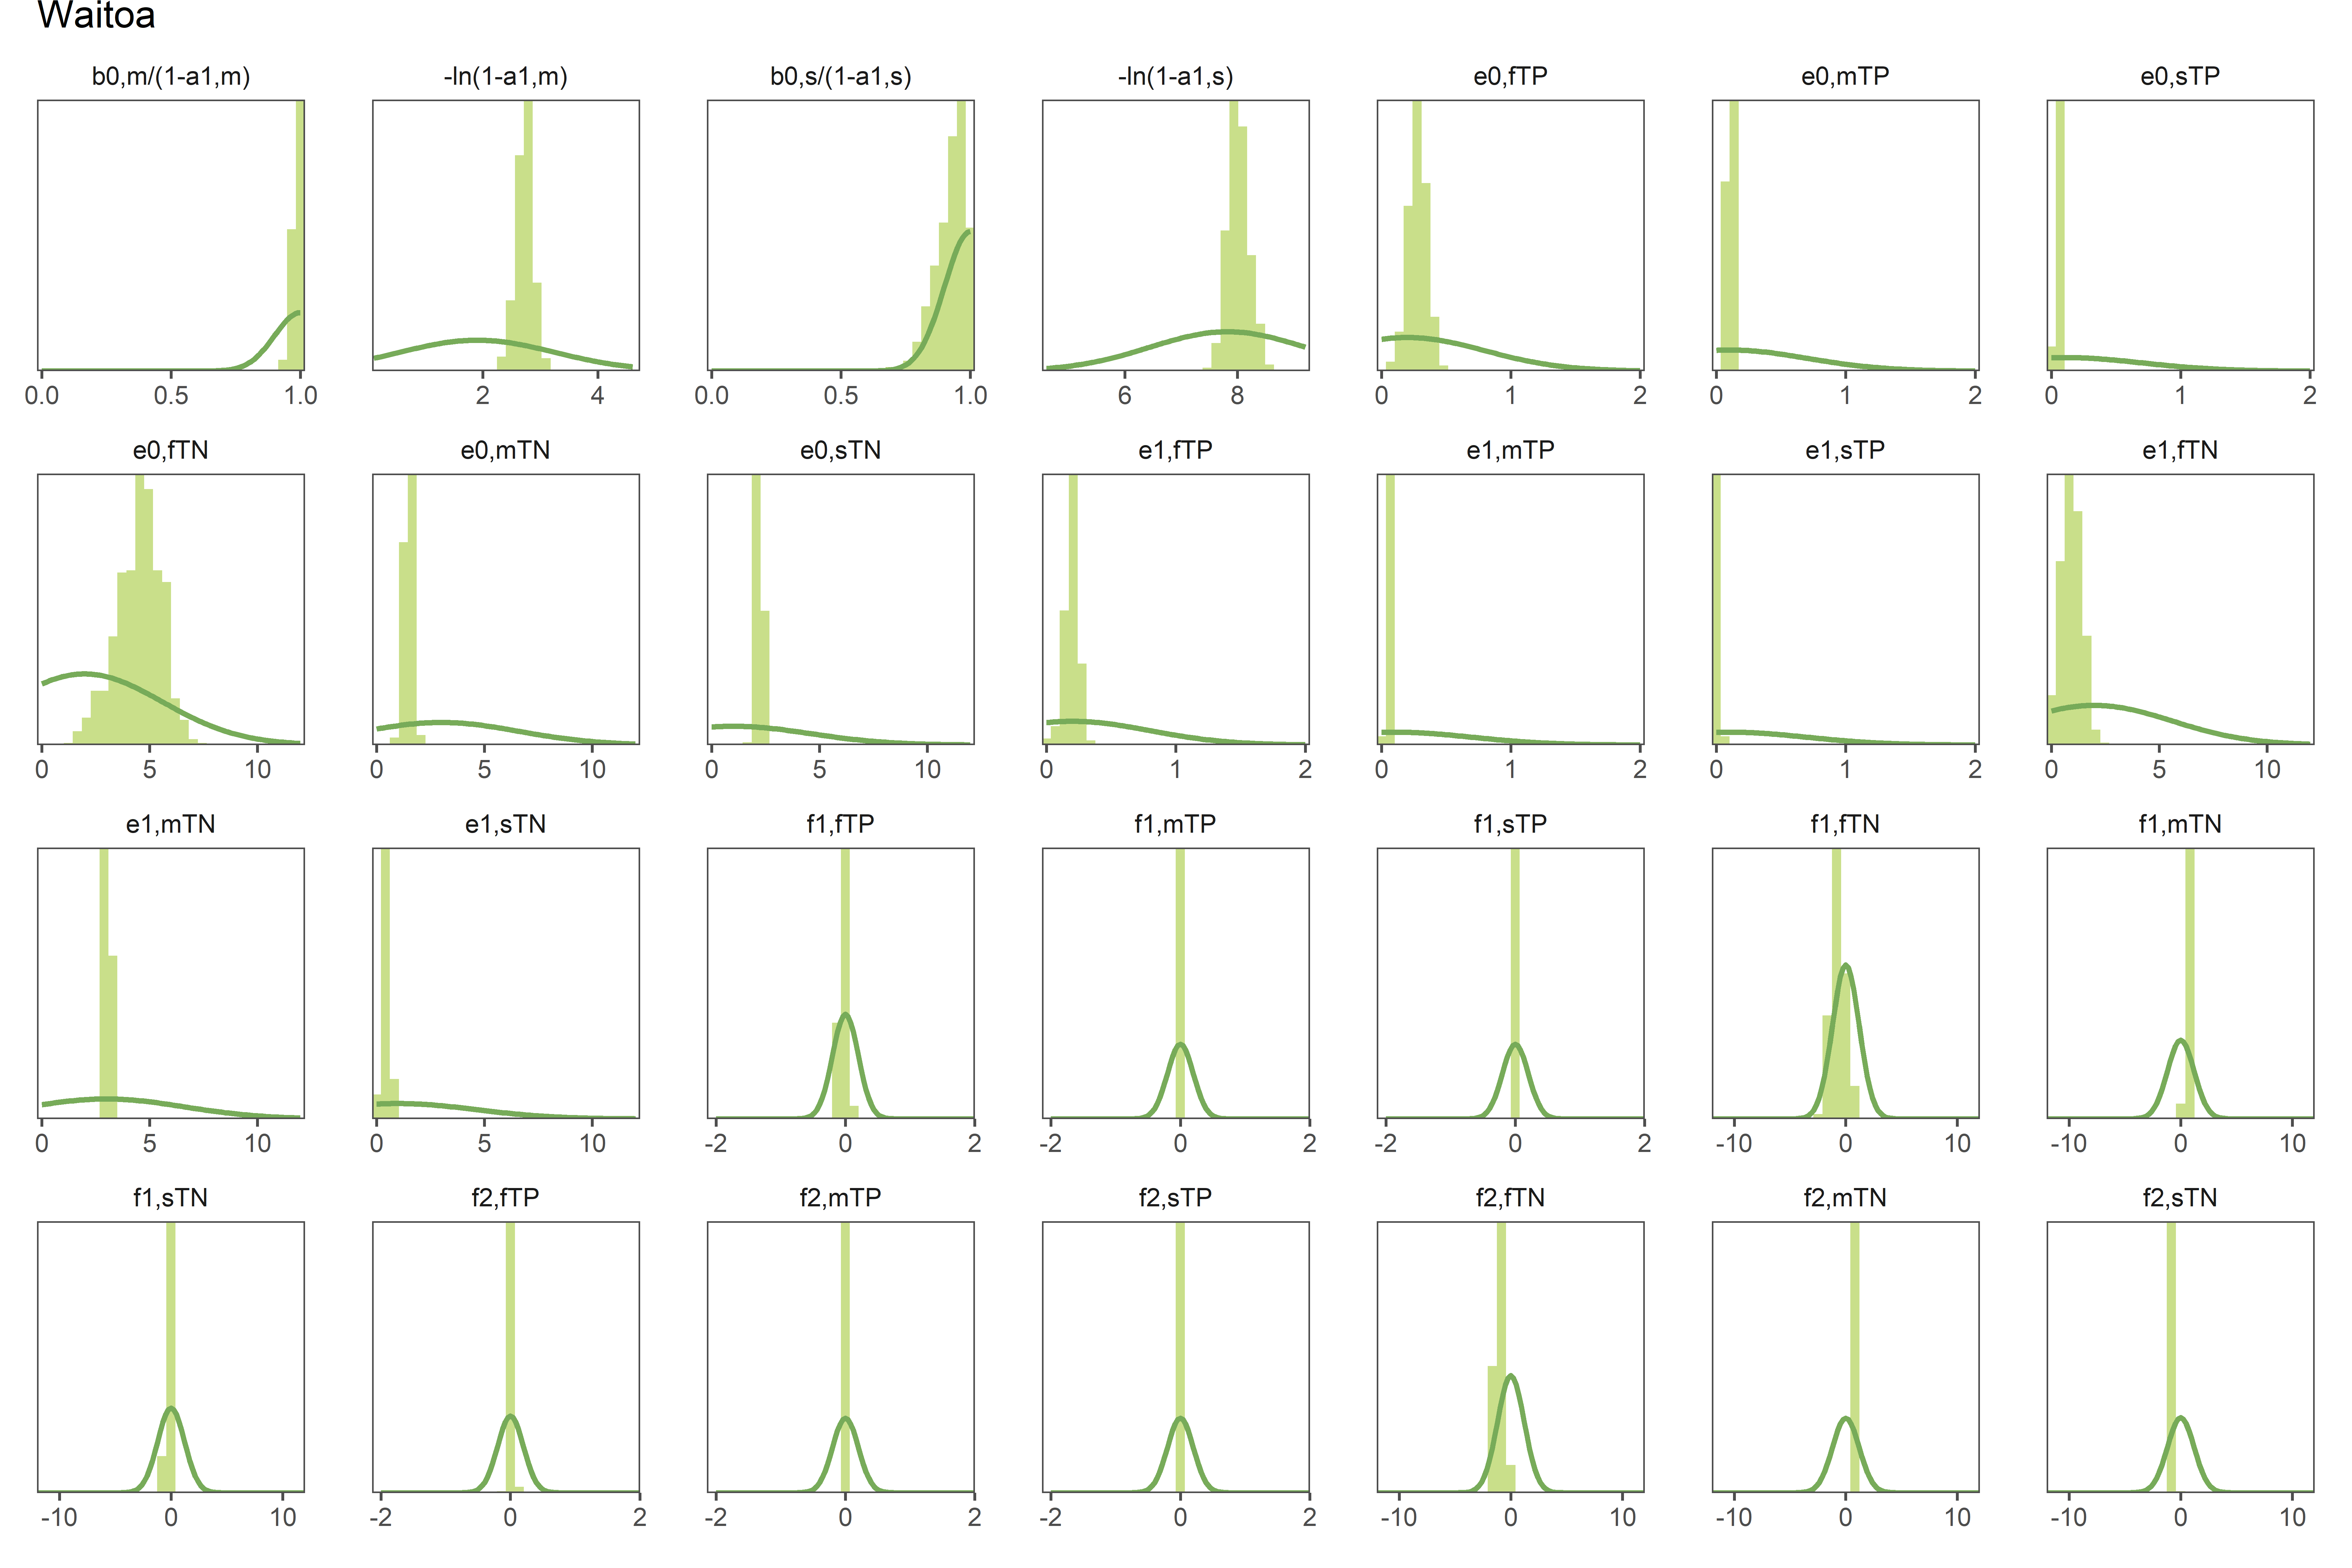 Waitoa
b0,m/(1-a1,m) -ln(1-a1,m) b0,s/(1-a1,s) -ln(1-a1,s) e0,fTP e0,mTP e0,sTP
0.0 0.5 1.0 2 4 0.0 0.5 1.0 6 8 0 1 2 0 1 2 0 1 2
e0,fTN e0,mTN e0,sTN e1,fTP e1,mTP e1,sTP e1,fTN
0 5 10 0 5 10 0 5 10 0 1 2 0 1 2 0 1 2 0 5 10
e1,mTN e1,sTN f1,fTP f1,mTP f1,sTP f1,fTN f1,mTN
0 5 10 0 5 10 -2 0 2 -2 0 2 -2 0 2 -10 0 10 -10 0 10
f1,sTN f2,fTP f2,mTP f2,sTP f2,fTN f2,mTN f2,sTN
-10 0 10 -2 0 2 -2 0 2 -2 0 2 -10 0 10 -10 0 10 -10 0 10